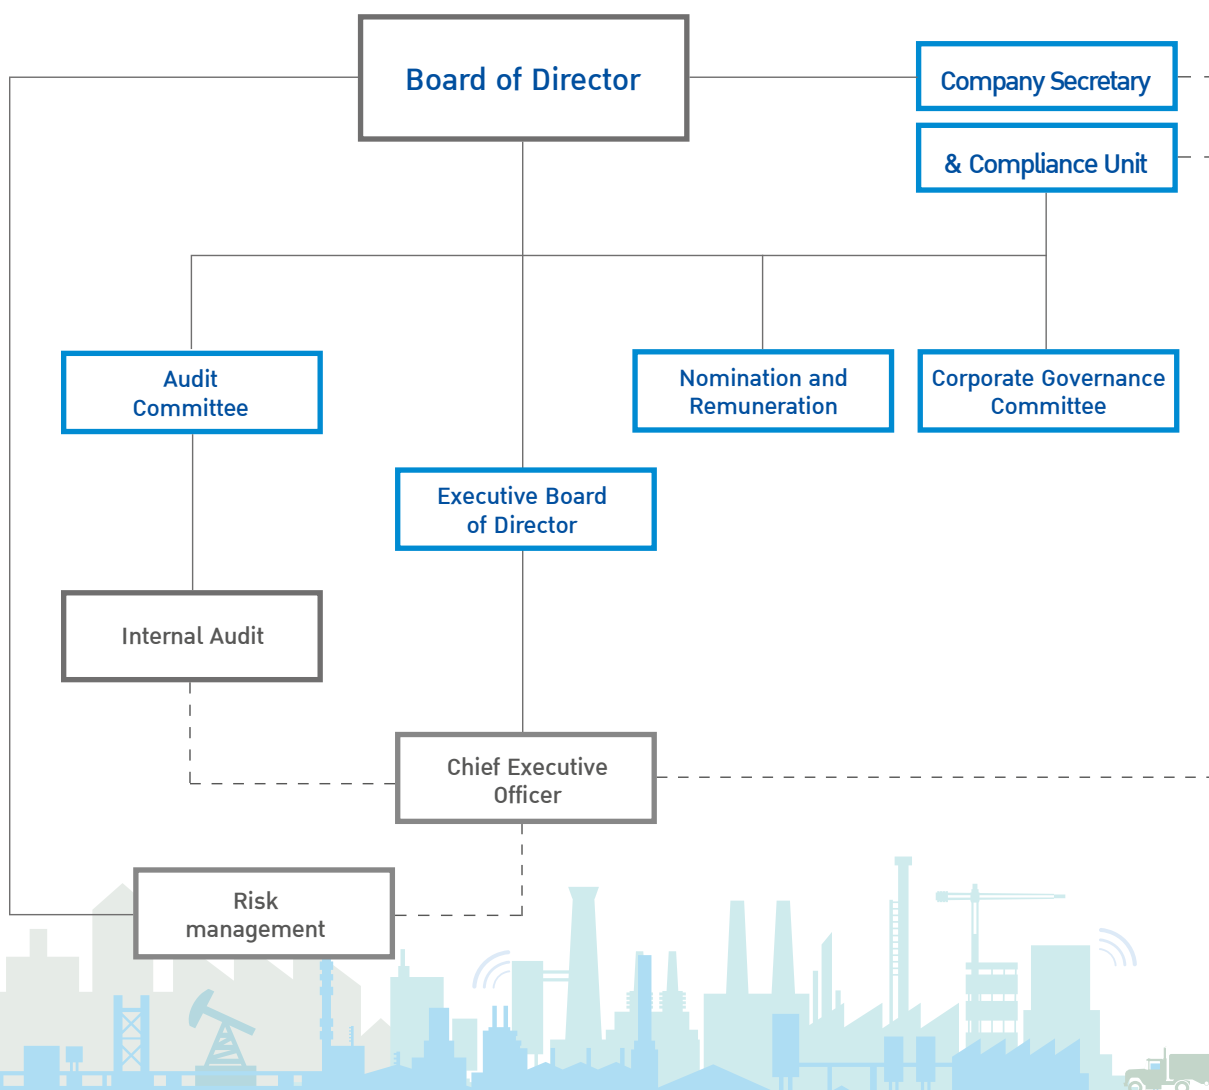 Board of Director
Company Secretary
& Compliance Unit
Audit
Committee
Nomination and
Remuneration
Corporate Governance
Committee
Executive Board
of Director
Internal Audit
Chief Executive
Officer
Risk
management